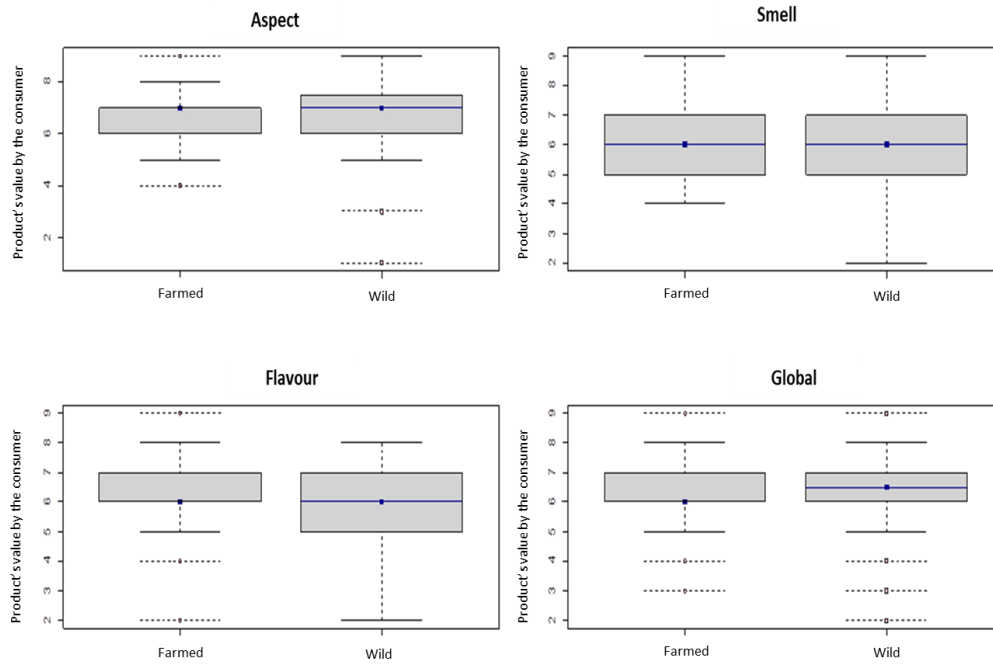 Aspect
Product's value by the consumer
8
6
4
2
Farmed
Wild
Smell
Product's value by the consumer
9
8
7
6
5
4
3
2
Farmed
Wild
Flavour
Product's value by the consumer
9
8
7
6
5
4
3
2
Farmed
Wild
Global
Product's value by the consumer
9
8
7
6
5
4
3
2
Farmed
Wild